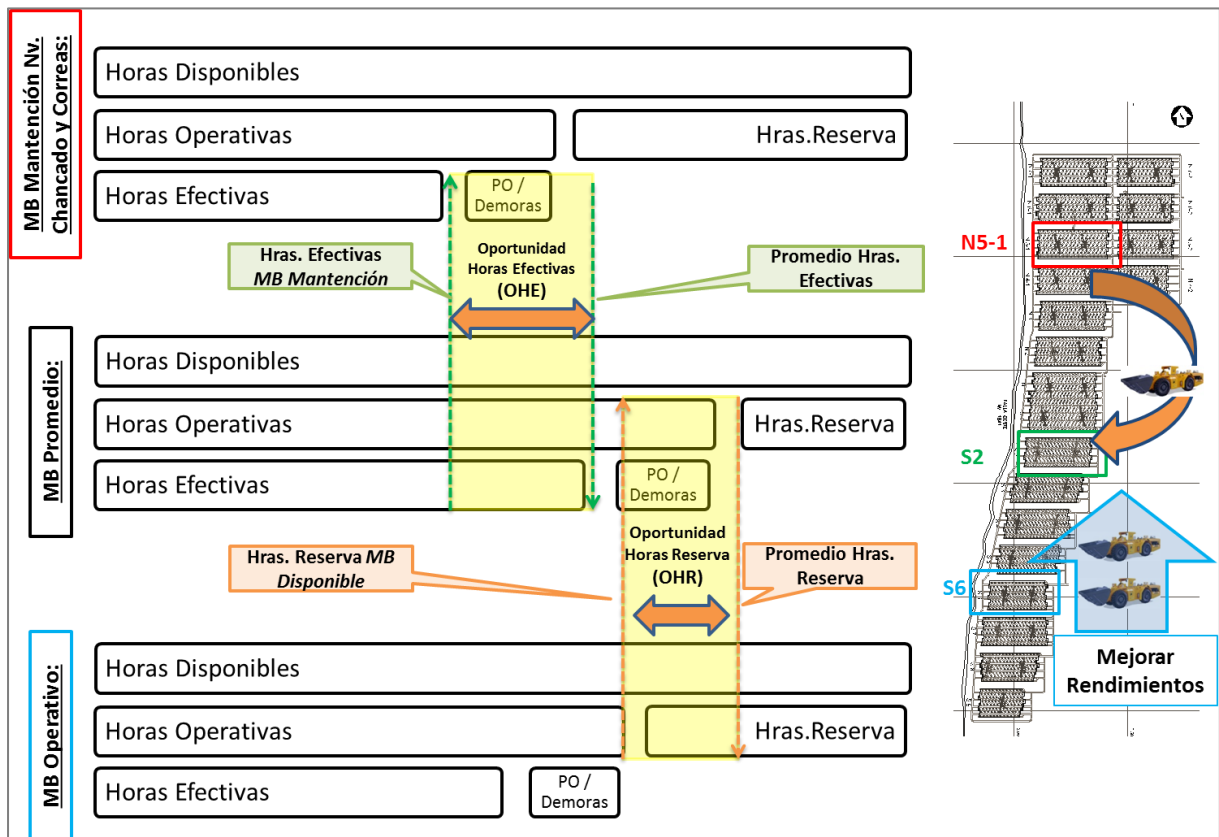 MB Mantención Nv.
Chancado y Correas:
Horas Disponibles
Horas Operativas
Hras.Reserva
Horas Efectivas
PO /
Demoras
Hras. Efectivas
MB Mantención
Oportunidad
Horas Efectivas
(OHE)
Promedio Hras.
Efectivas
MB Promedio:
Horas Disponibles
Horas Operativas
Hras.Reserva
Horas Efectivas
PO /
Demoras
Hras. Reserva MB
Disponible
Oportunidad
Horas Reserva
(OHR)
Promedio Hras.
Reserva
MB Operativo:
Horas Disponibles
Horas Operativas
Hras.Reserva
Horas Efectivas
PO /
Demoras
N5-1
S2
S6
Mejorar
Rendimientos